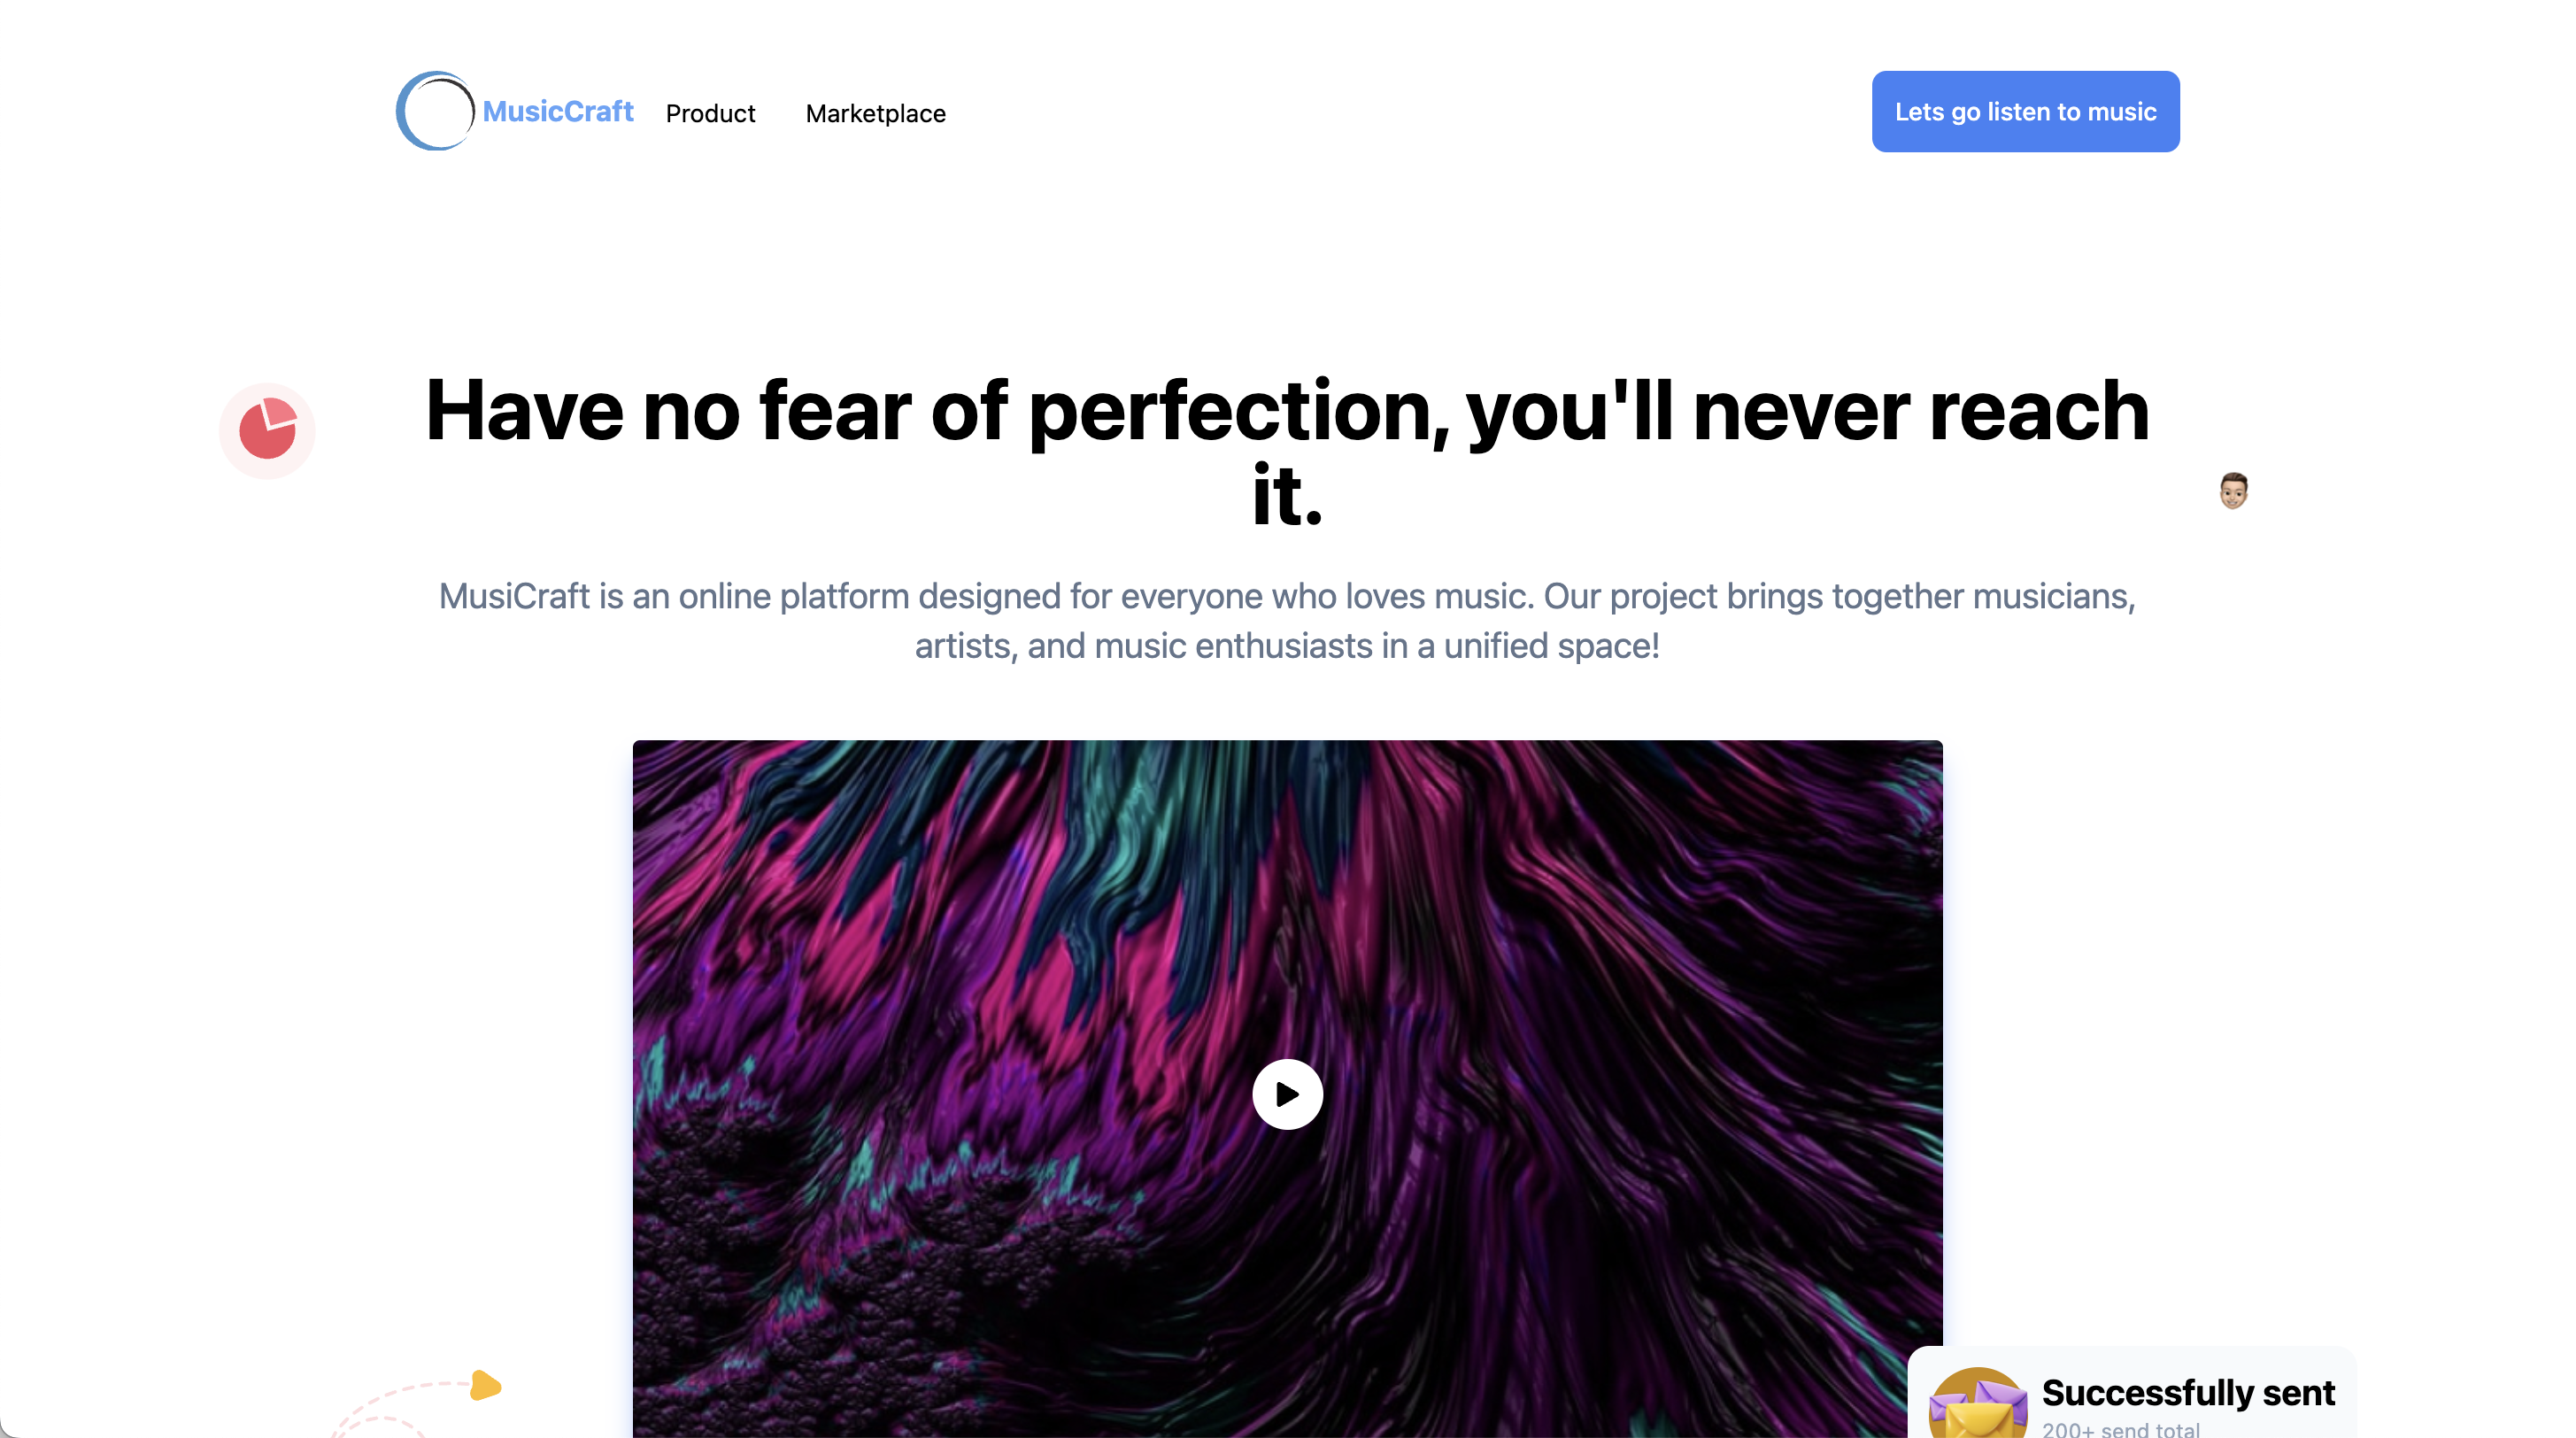 MusicCraft
Product
Marketplace
Lets go listen to music
Have no fear of perfection, you'll never reach
it.
MusiCraft is an online platform designed for everyone who loves music. Our project brings together musicians,
artists, and music enthusiasts in a unified space!
Successfully sent
200+ send total